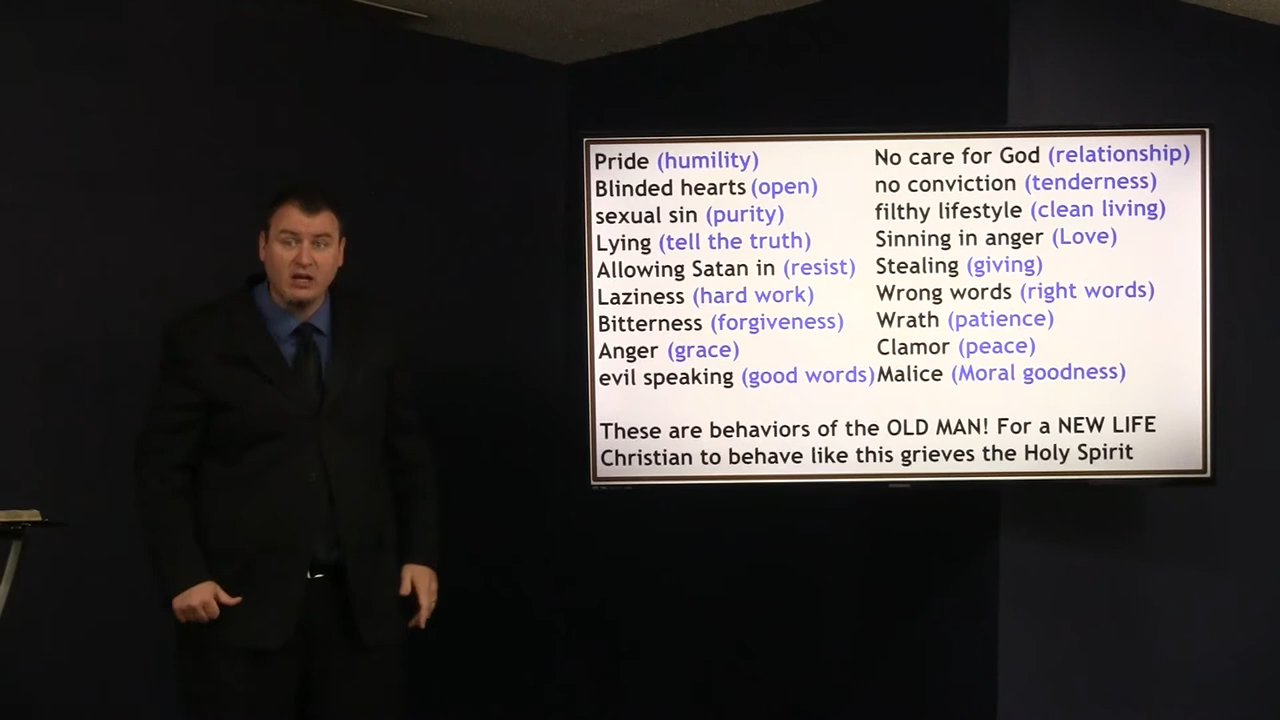 Pride (humility)
Blinded hearts (open)
sexual sin (purity)
Lying (tell the truth)
Allowing Satan in (resist)
Laziness (hard work)
Bitterness (forgiveness)
Anger (grace)
evil speaking (good words)
No care for God (relationship)
no conviction (tenderness)
filthy lifestyle (clean living)
Sinning in anger (Love)
Stealing (giving)
Wrong words (right words)
Wrath (patience)
Clamor (peace)
Malice (Moral goodness)
These are behaviors of the OLD MAN! For a NEW LIFE
Christian to behave like this grieves the Holy Spirit